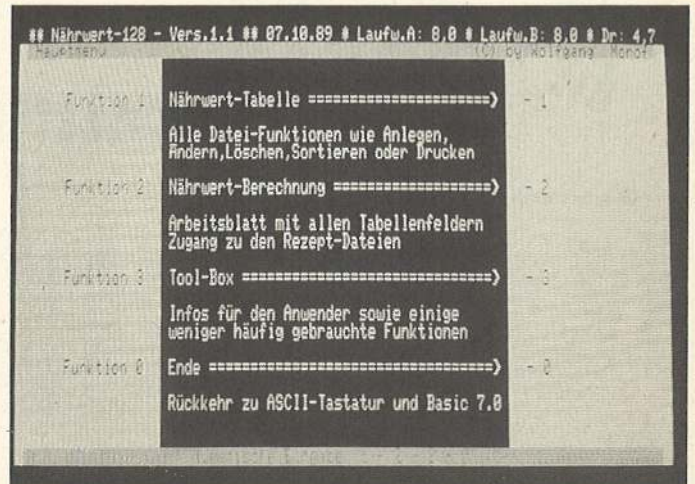 ## Nährwert-128 - Vers.1.1 ## 07.10.89 # Laufw.A: 8,0 # Laufw.B: 8,0 # Dr: 4,7
Hauptmenu (C) by Wolfgang Monof
Funktion 1 Nährwert-Tabelle ======================> - 1
Alle Datei-Funktionen wie Anlegen,
Ändern,Löschen,Sortieren oder Drucken
Funktion 2 Nährwert-Berechnung ===================> - 2
Arbeitsblatt mit allen Tabellenfeldern
Zugang zu den Rezept-Dateien
Funktion 3 Tool-Box ==============================> - 3
Infos für den Anwender sowie einige
weniger häufig gebrauchte Funktionen
Funktion 0 Ende ==================================> - 0
Rückkehr zu ASCII-Tastatur und Basic 7.0